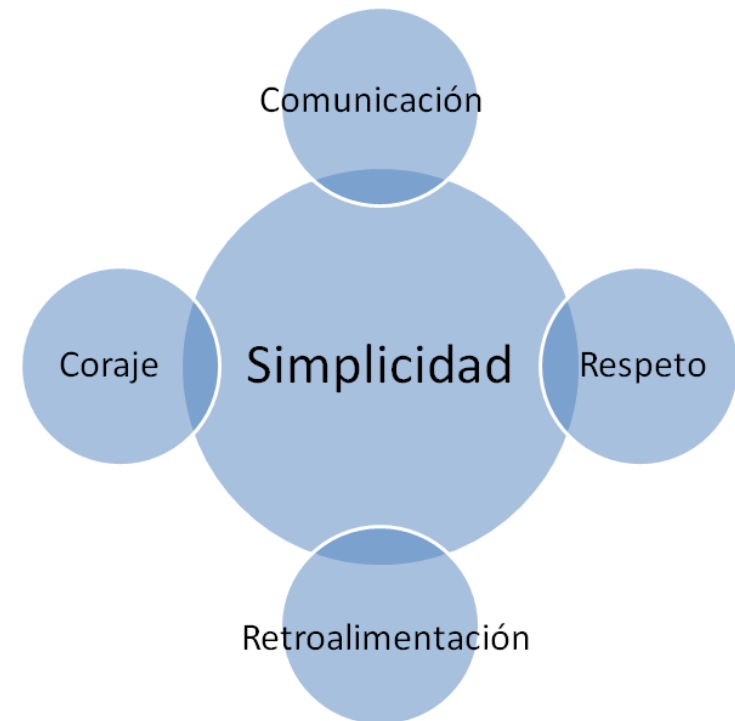 Comunicación
Coraje
Simplicidad
Respeto
Retroalimentación